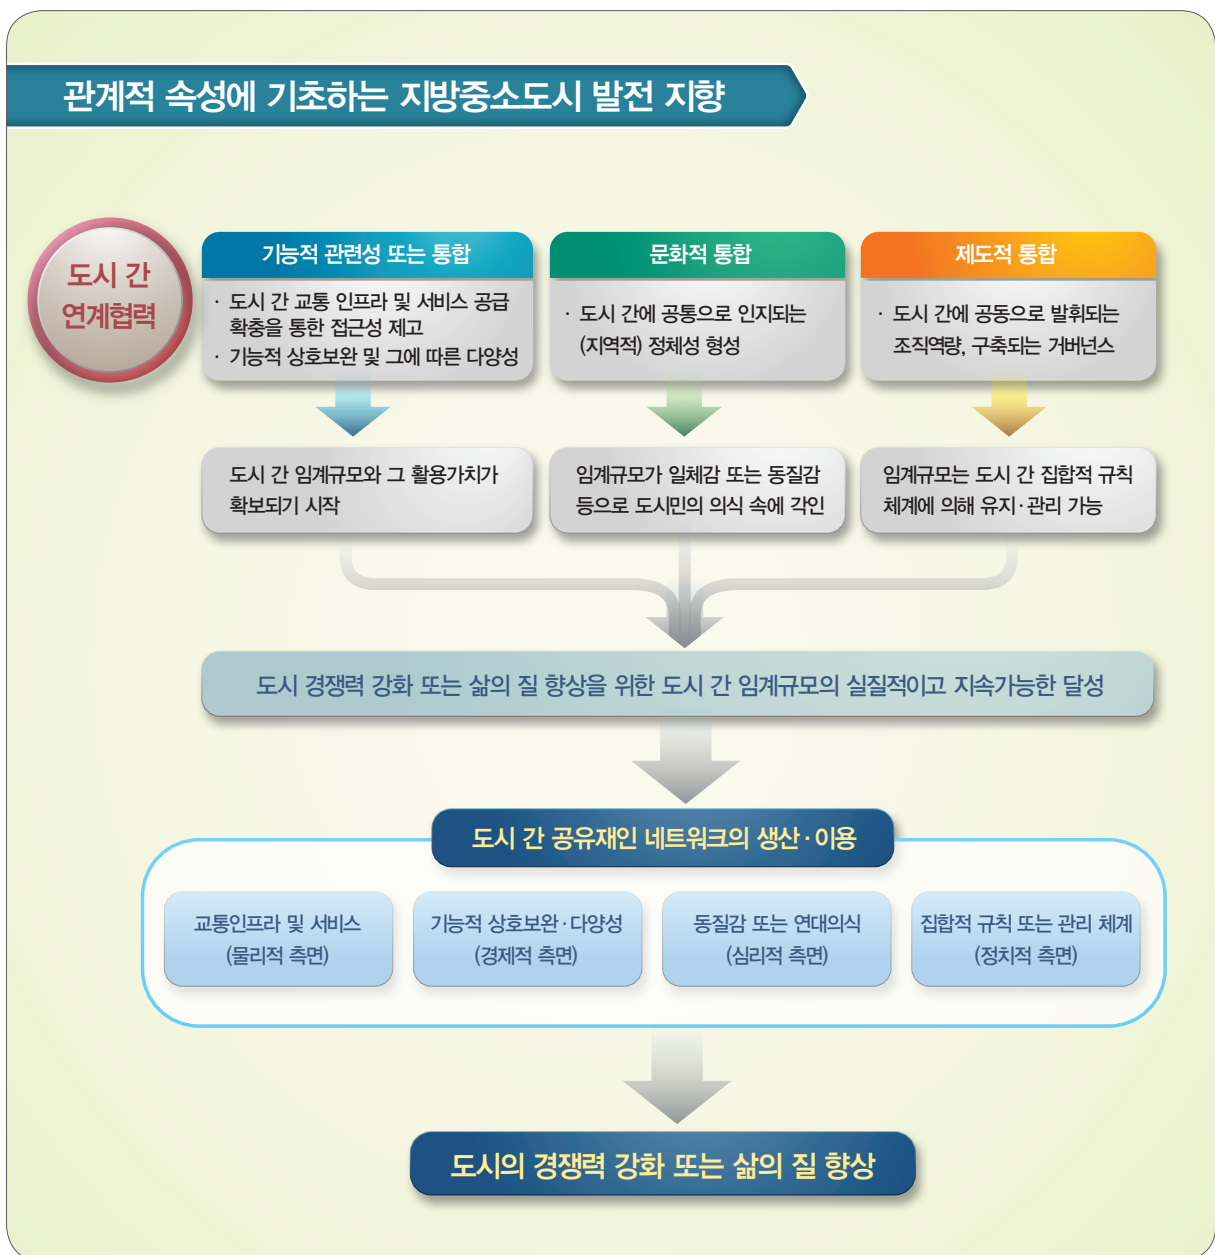 관계적 속성에 기초하는 지방중소도시 발전 지향
도시 간
연계협력
기능적 관련성 또는 통합
· 도시 간 교통 인프라 및 서비스 공급
확충을 통한 접근성 제고
· 기능적 상호보완 및 그에 따른 다양성
문화적 통합
· 도시 간에 공통으로 인지되는
(지역적) 정체성 형성
제도적 통합
· 도시 간에 공동으로 발휘되는
조직역량, 구축되는 거버넌스
도시 간 임계규모와 그 활용가치가
확보되기 시작
임계규모가 일체감 또는 동질감
등으로 도시민의 의식 속에 각인
임계규모는 도시 간 집합적 규칙
체계에 의해 유지·관리 가능
도시 경쟁력 강화 또는 삶의 질 향상을 위한 도시 간 임계규모의 실질적이고 지속가능한 달성
도시 간 공유재인 네트워크의 생산·이용
교통인프라 및 서비스
(물리적 측면)
기능적 상호보완·다양성
(경제적 측면)
동질감 또는 연대의식
(심리적 측면)
집합적 규칙 또는 관리 체계
(정치적 측면)
도시의 경쟁력 강화 또는 삶의 질 향상